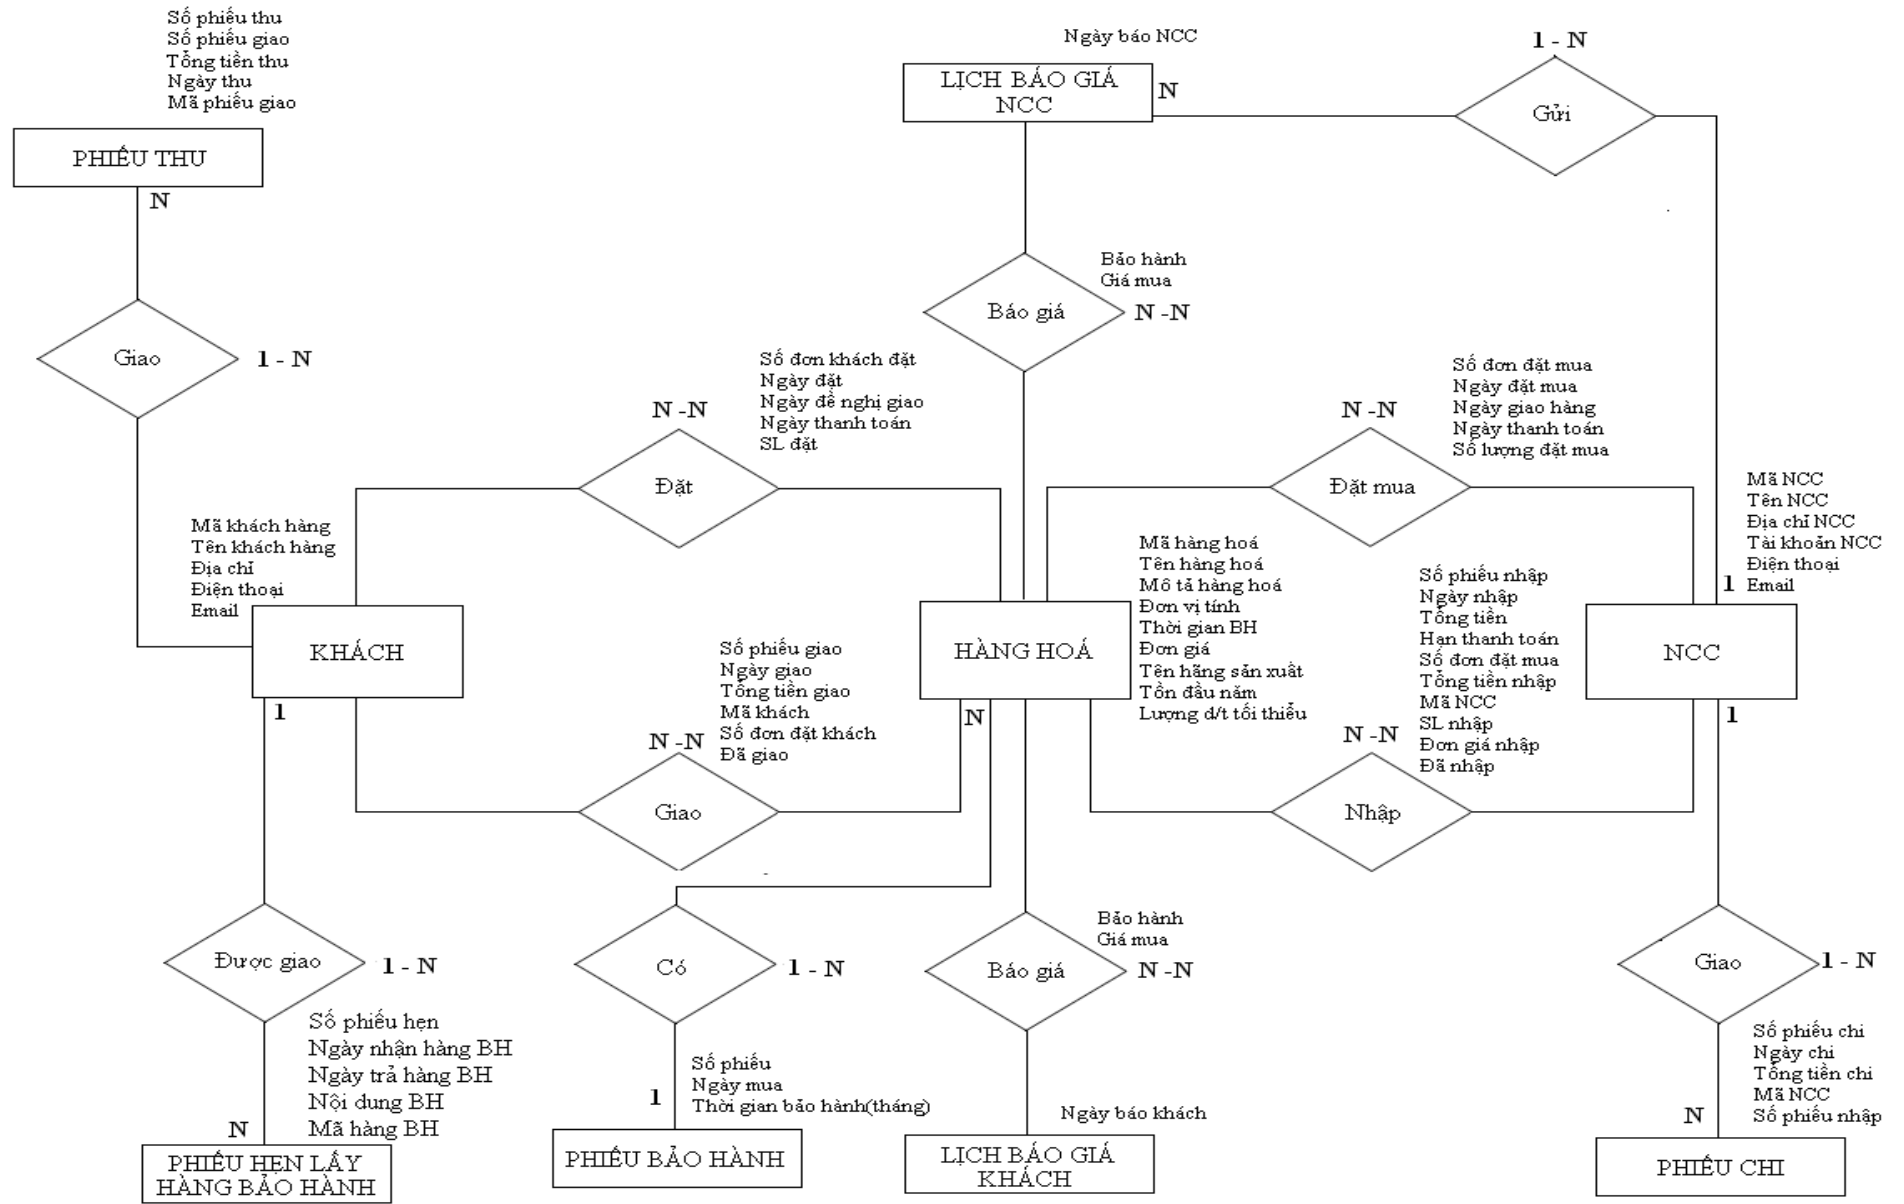 Số phiếu thu
Số phiếu giao
Tổng tiền thu
Ngày thu
Mã phiếu giao
PHIẾU THU
N
Giao
1 - N
Ngày báo NCC
LỊCH BÁO GIÁ
NCC
N
1 - N
Gửi
Bảo hành
Giá mua
Báo giá
N -N
Số đơn khách đặt
Ngày đặt
Ngày đề nghị giao
Ngày thanh toán
SL đặt
N -N
Đặt
Số đơn đặt mua
Ngày đặt mua
Ngày giao hàng
Ngày thanh toán
Số lượng đặt mua
N -N
Đặt mua
Mã khách hàng
Tên khách hàng
Địa chỉ
Điện thoại
Email
KHÁCH
1
Mã hàng hoá
Tên hàng hoá
Mô tả hàng hoá
Đơn vị tính
Thời gian BH
Đơn giá
Tên hãng sản xuất
Tồn đầu năm
Lượng d/t tối thiểu
HÀNG HOÁ
N
Mã NCC
Tên NCC
Địa chỉ NCC
Tài khoản NCC
Điện thoại
Email
1
NCC
1
Số phiếu giao
Ngày giao
Tổng tiền giao
Mã khách
Số đơn đặt khách
Đã giao
N -N
Giao
Số phiếu nhập
Ngày nhập
Tổng tiền
Hạn thanh toán
Số đơn đặt mua
Tổng tiền nhập
Mã NCC
SL nhập
Đơn giá nhập
Đã nhập
N -N
Nhập
Được giao
1 - N
Số phiếu hẹn
Ngày nhận hàng BH
Ngày trả hàng BH
Nội dung BH
Mã hàng BH
N
PHIẾU HẸN LẤY
HÀNG BẢO HÀNH
Có
1 - N
Số phiếu
Ngày mua
Thời gian bảo hành(tháng)
1
PHIẾU BẢO HÀNH
Bảo hành
Giá mua
Báo giá
N -N
Ngày báo khách
LỊCH BÁO GIÁ
KHÁCH
Giao
1 - N
Số phiếu chi
Ngày chi
Tổng tiền chi
Mã NCC
Số phiếu nhập
N
PHIẾU CHI